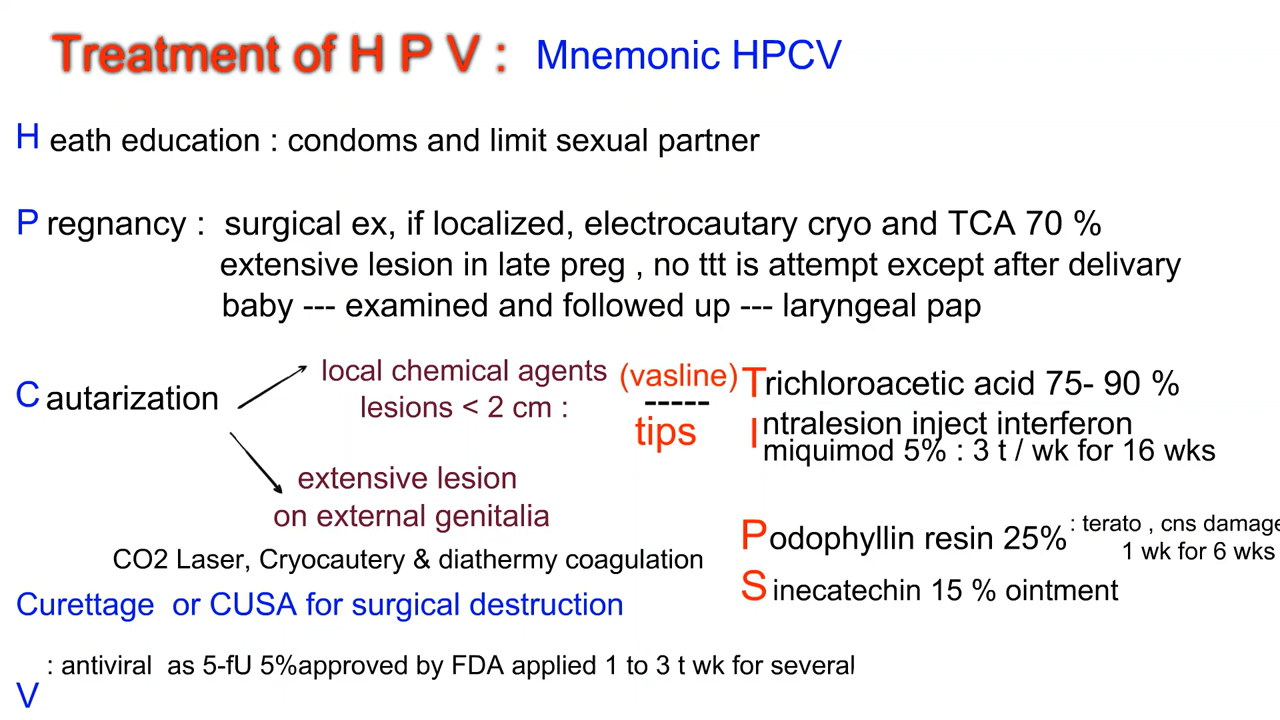 Treatment of H P V : Mnemonic HPCV
Heath education : condoms and limit sexual partner
Pregnancy : surgical ex, if localized, electrocautary cryo and TCA 70 %
extensive lesion in late preg , no ttt is attempt except after delivary
baby --- examined and followed up --- laryngeal pap
Cautarization
local chemical agents
lesions < 2 cm :
(vasline)
-----
tips
Trichloroacetic acid 75- 90 %
Intralesion inject interferon
miquimod 5% : 3 t / wk for 16 wks
extensive lesion
on external genitalia
Podophyllin resin 25% : terato , cns damage
1 wk for 6 wks
CO2 Laser, Cryocautery & diathermy coagulation
Sinecatechin 15 % ointment
Curettage or CUSA for surgical destruction
: antiviral as 5-fU 5%approved by FDA applied 1 to 3 t wk for several
V